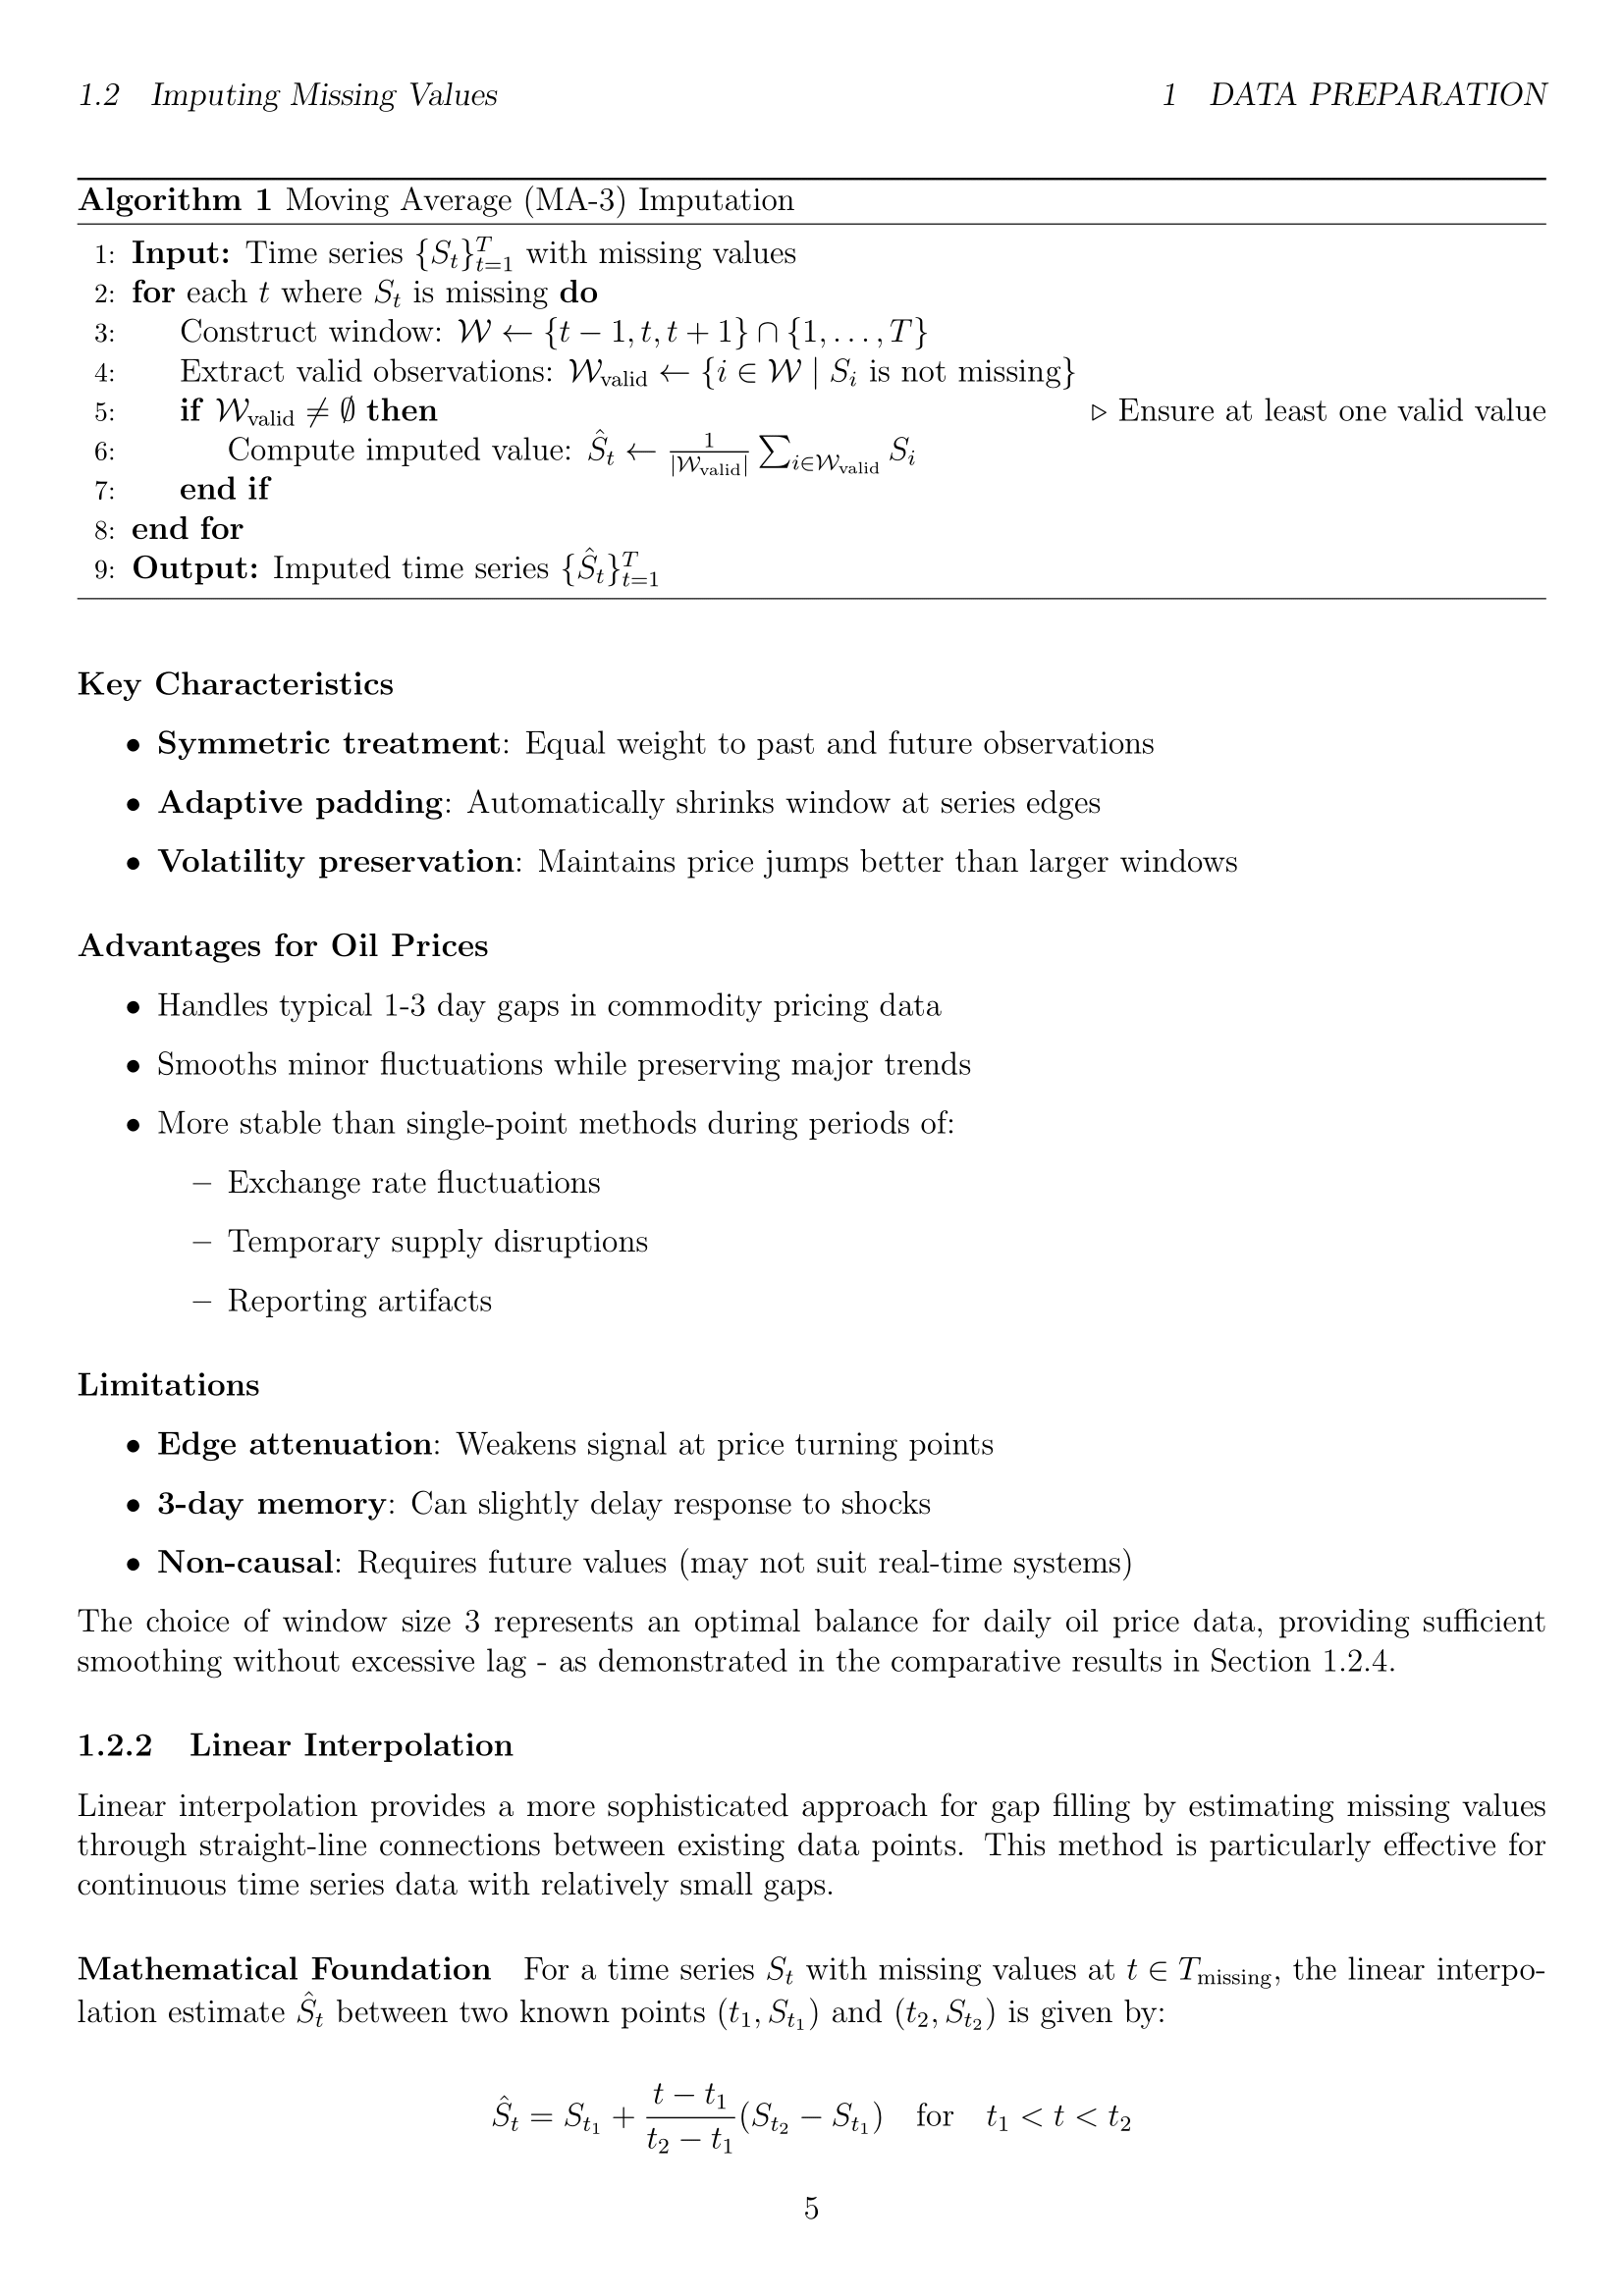 1.2 Imputing Missing Values 1 DATA PREPARATION
Algorithm 1 Moving Average (MA-3) Imputation
1: Input: Time series $\{S_t\}_{t=1}^{T}$ with missing values
2: for each $t$ where $S_t$ is missing do
3: Construct window: $\mathcal{W} \leftarrow \{t-1, t, t+1\} \cap \{1, \ldots, T\}$
4: Extract valid observations: $\mathcal{W}_{\text{valid}} \leftarrow \{i \in \mathcal{W} \mid S_i \text{ is not missing}\}$
5: if $\mathcal{W}_{\text{valid}} \neq \emptyset$ then ▷ Ensure at least one valid value
6: Compute imputed value: $\hat{S}_t \leftarrow \frac{1}{|\mathcal{W}_{\text{valid}}|} \sum_{i \in \mathcal{W}_{\text{valid}}} S_i$
7: end if
8: end for
9: Output: Imputed time series $\{\hat{S}_t\}_{t=1}^{T}$
Key Characteristics
• Symmetric treatment: Equal weight to past and future observations
• Adaptive padding: Automatically shrinks window at series edges
• Volatility preservation: Maintains price jumps better than larger windows
Advantages for Oil Prices
• Handles typical 1-3 day gaps in commodity pricing data
• Smooths minor fluctuations while preserving major trends
• More stable than single-point methods during periods of:
– Exchange rate fluctuations
– Temporary supply disruptions
– Reporting artifacts
Limitations
• Edge attenuation: Weakens signal at price turning points
• 3-day memory: Can slightly delay response to shocks
• Non-causal: Requires future values (may not suit real-time systems)
The choice of window size 3 represents an optimal balance for daily oil price data, providing sufficient
smoothing without excessive lag - as demonstrated in the comparative results in Section 1.2.4.
1.2.2 Linear Interpolation
Linear interpolation provides a more sophisticated approach for gap filling by estimating missing values
through straight-line connections between existing data points. This method is particularly effective for
continuous time series data with relatively small gaps.
Mathematical Foundation For a time series $S_t$ with missing values at $t \in T_{\text{missing}}$, the linear interpo-
lation estimate $\hat{S}_t$ between two known points $(t_1, S_{t_1})$ and $(t_2, S_{t_2})$ is given by:
$\hat{S}_t = S_{t_1} + \frac{t - t_1}{t_2 - t_1}(S_{t_2} - S_{t_1}) \quad \text{for} \quad t_1 < t < t_2$
5